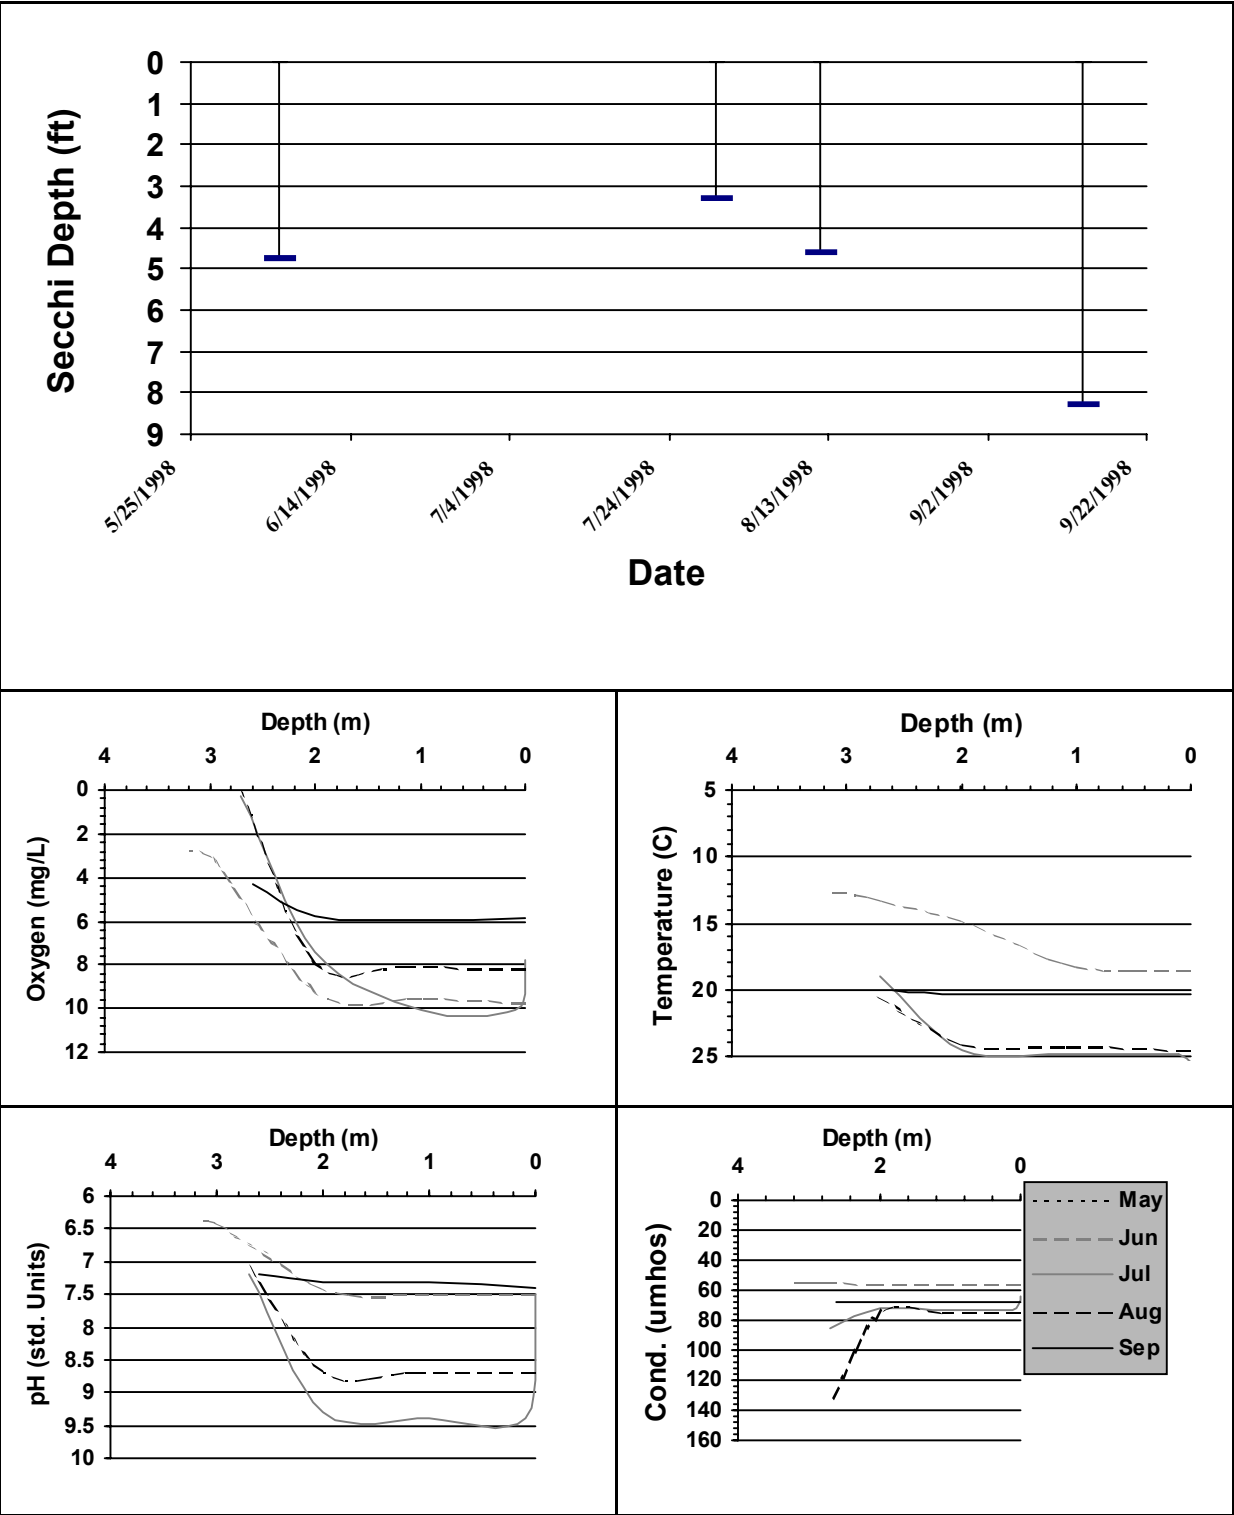 0
1
2
3
4
5
6
7
8
9
Secchi Depth (ft)
5/25/1998
6/14/1998
7/4/1998
7/24/1998
8/13/1998
9/2/1998
9/22/1998
Date
Depth (m)
4 3 2 1 0
0
2
4
6
8
10
12
Oxygen (mg/L)
Depth (m)
4 3 2 1 0
5
10
15
20
25
Temperature (C)
Depth (m)
4 3 2 1 0
6
6.5
7
7.5
8
8.5
9
9.5
10
pH (std. Units)
Depth (m)
4 2 0
0
20
40
60
80
100
120
140
160
Cond. (umhos)
May
Jun
Jul
Aug
Sep